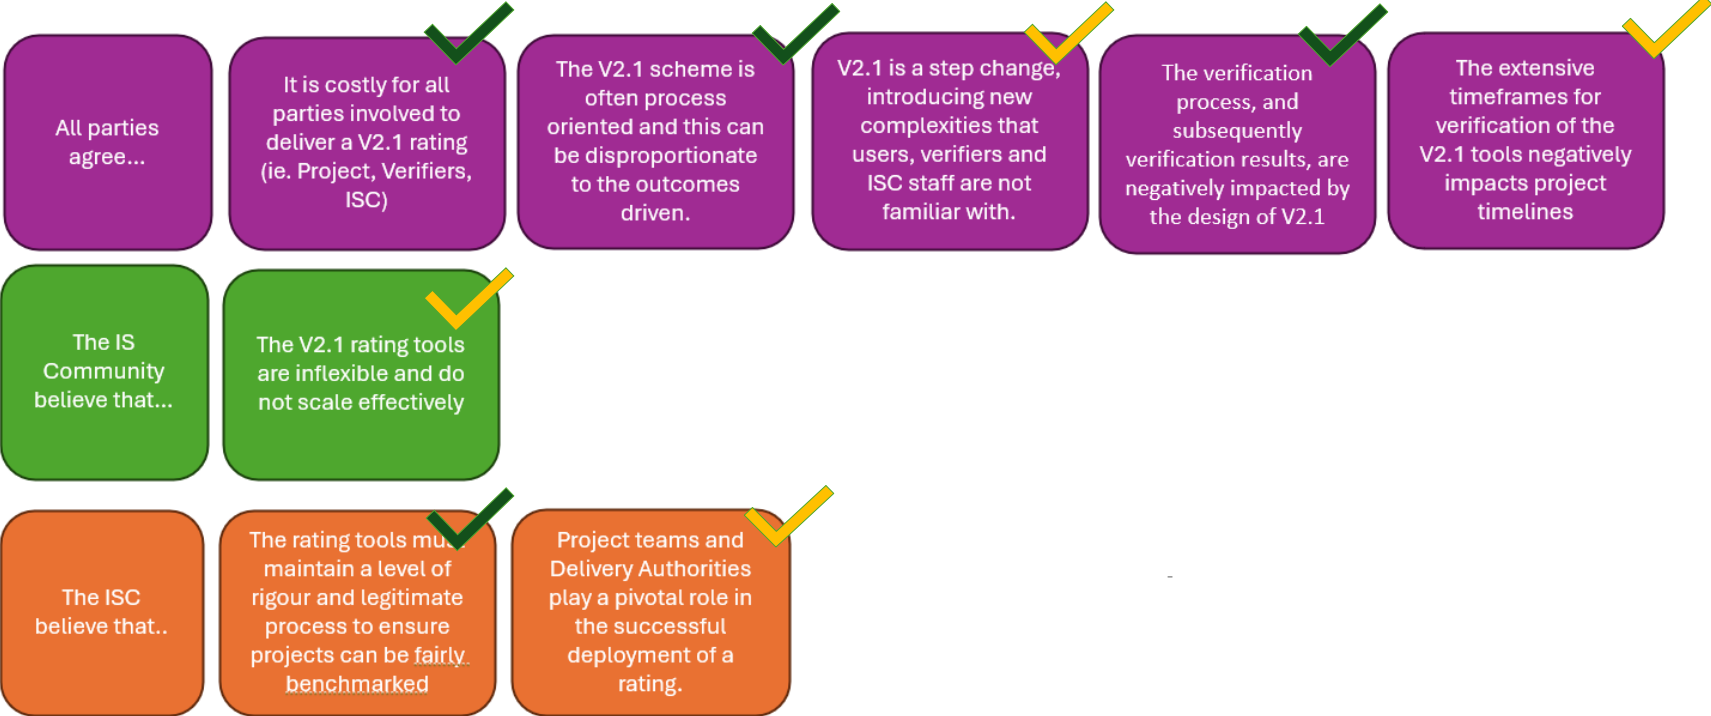 All parties
agree...
It is costly for all
parties involved to
deliver a V2.1 rating
(ie. Project, Verifiers,
ISC)
The V2.1 scheme is
often process
oriented and this can
be disproportionate
to the outcomes
driven.
V2.1 is a step change,
introducing new
complexities that
users, verifiers and
ISC staff are not
familiar with.
The verification
process, and
subsequently
verification results, are
negatively impacted by
the design of V2.1
The extensive
timeframes for
verification of the
V2.1 tools negatively
impacts project
timelines
The IS
Community
believe that...
The V2.1 rating tools
are inflexible and do
not scale effectively
The ISC
believe that..
The rating tools must
maintain a level of
rigour and legitimate
process to ensure
projects can be fairly
benchmarked
Project teams and
Delivery Authorities
play a pivotal role in
the successful
deployment of a
rating.